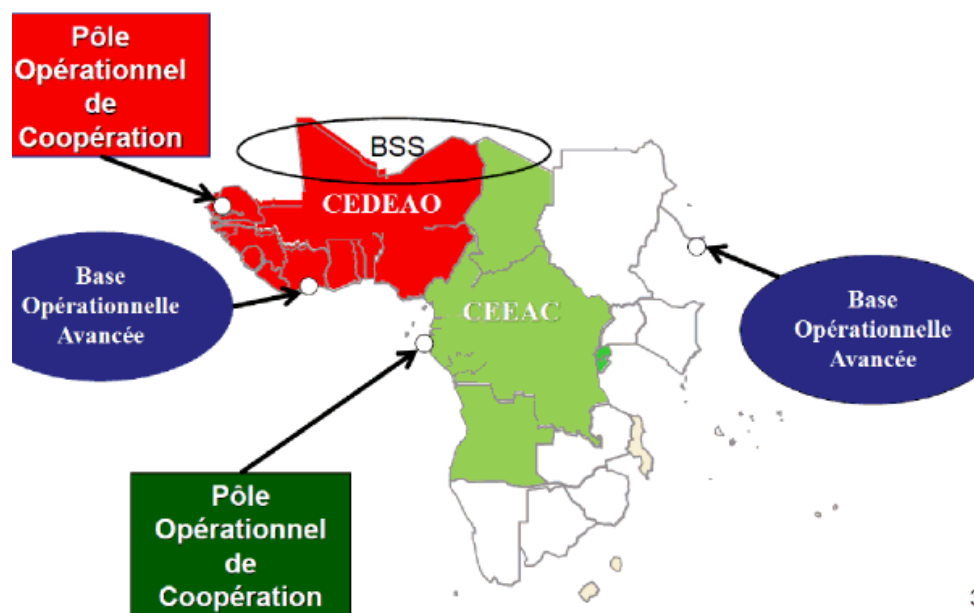 Pôle
Opérationnel
de
Coopération
BSS
CEDEAO
Base
Opérationnelle
Avancée
CEEAC
Base
Opérationnelle
Avancée
Pôle
Opérationnel
de
Coopération